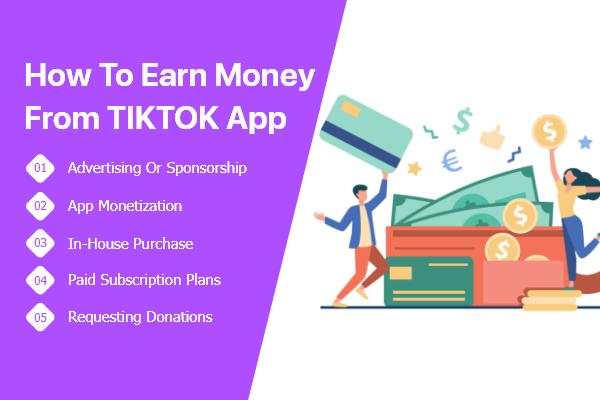 How To Earn Money
From TIKTOK App
01 Advertising Or Sponsorship
02 App Monetization
03 In-House Purchase
04 Paid Subscription Plans
05 Requesting Donations